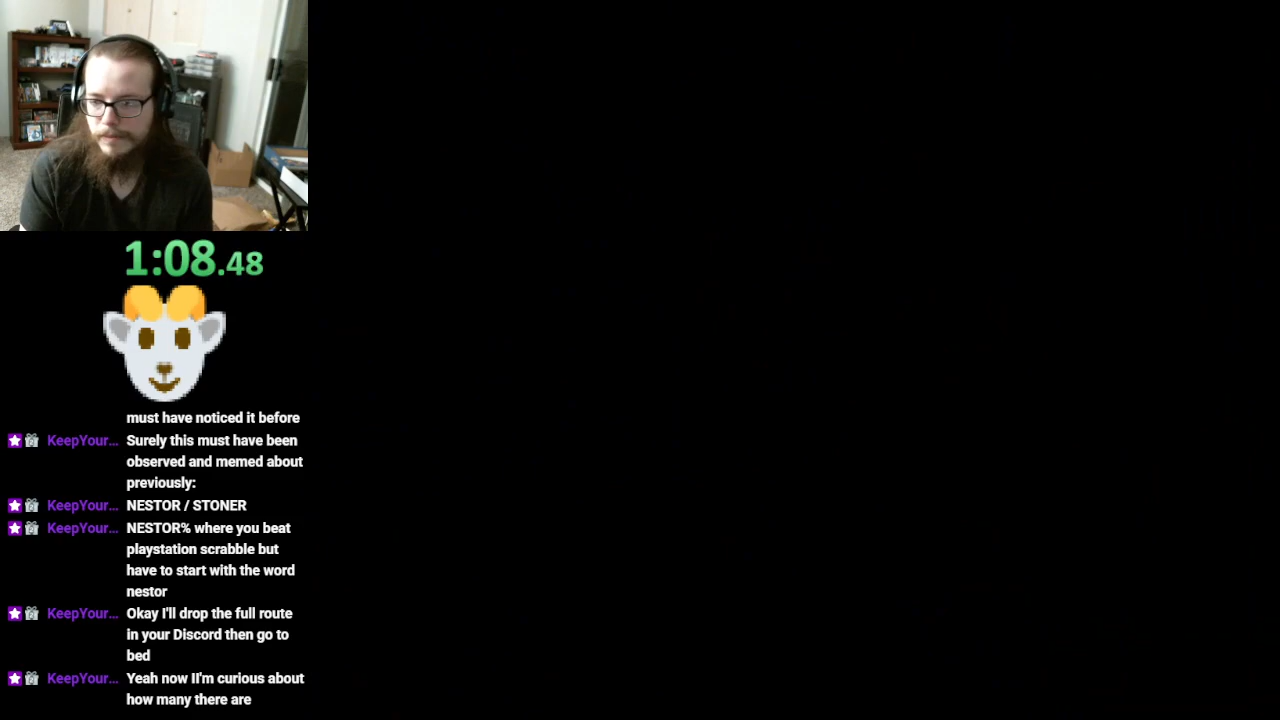 1:08.48
must have noticed it before
KeepYour... Surely this must have been
observed and memed about
previously:
KeepYour... NESTOR / STONER
KeepYour... NESTOR% where you beat
playstation scrabble but
have to start with the word
nestor
KeepYour... Okay I'll drop the full route
in your Discord then go to
bed
KeepYour... Yeah now II'm curious about
how many there are